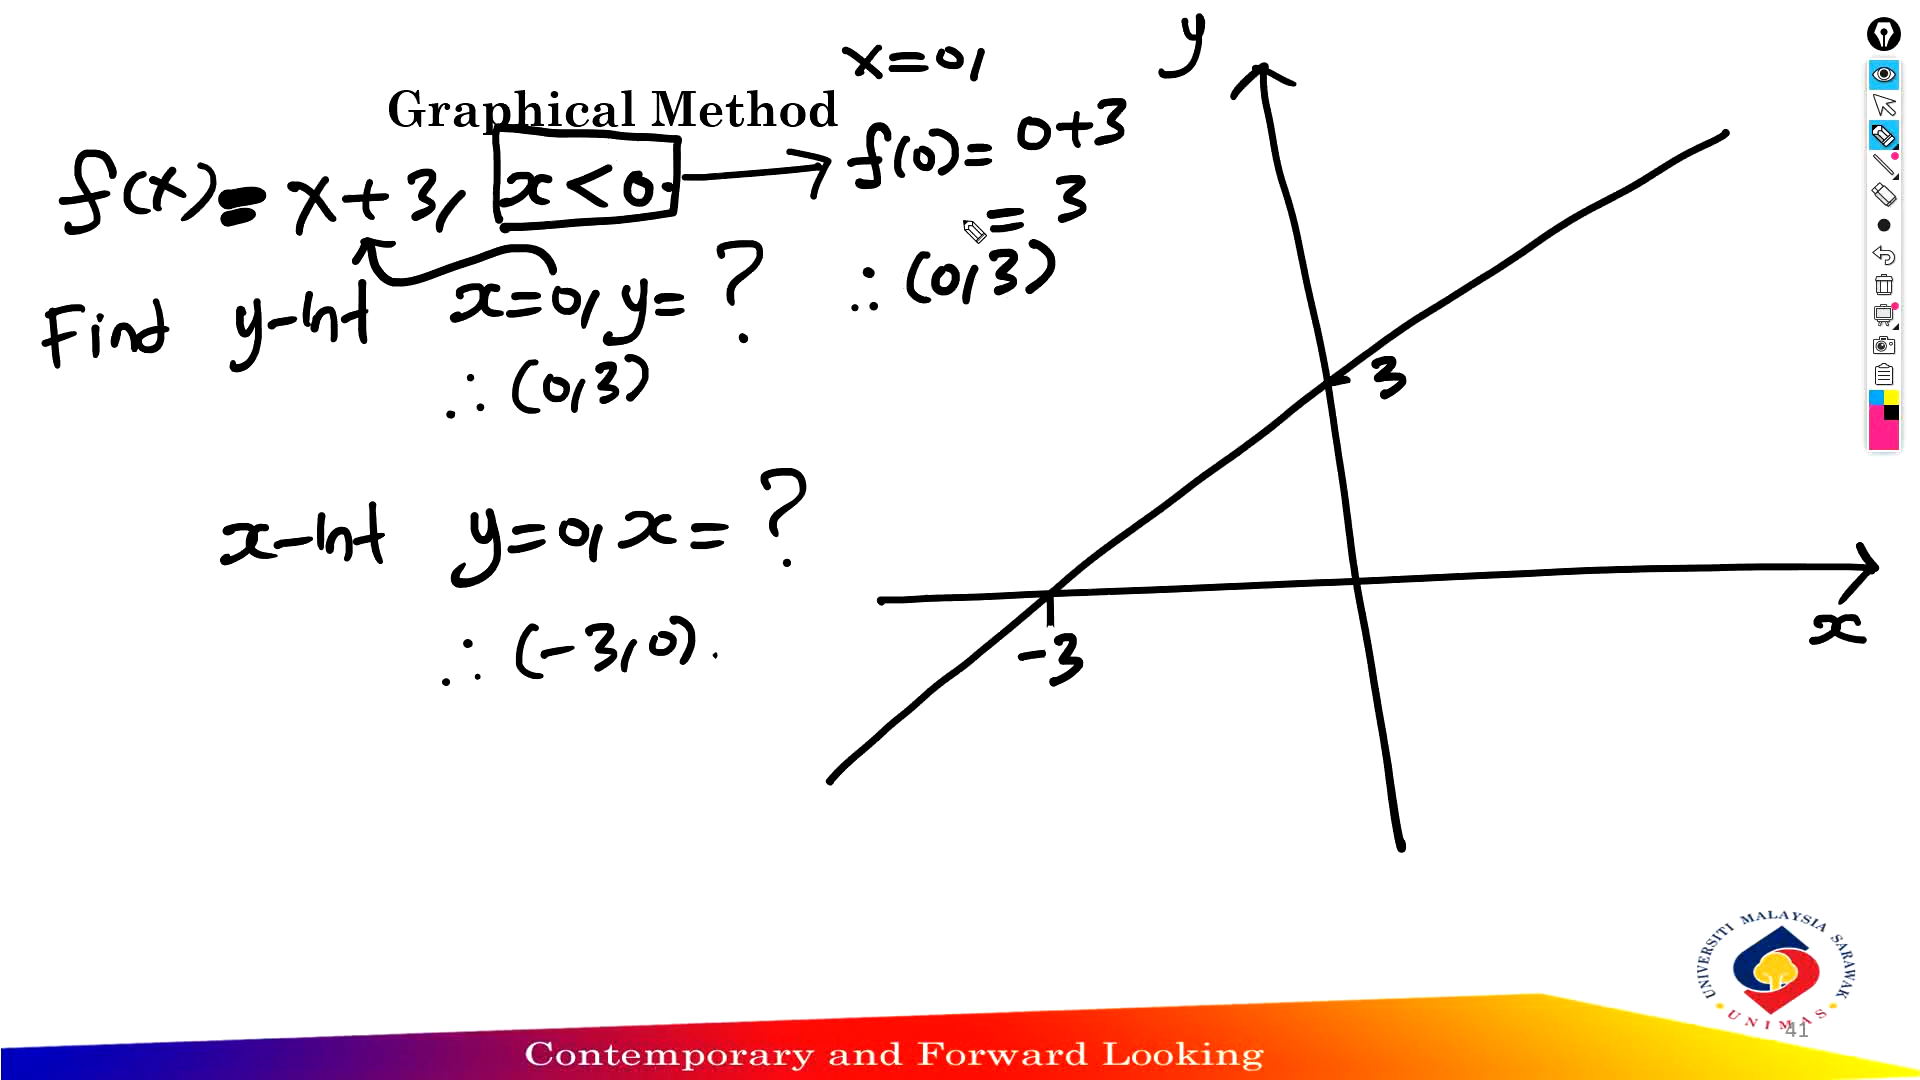 Graphical Method
f(x) = x + 3, x < 0.
x = 0,
f(0) = 0 + 3
= 3
∴ (0, 3)
Find y-Int x = 0, y = ?
∴ (0, 3)
x-Int y = 0, x = ?
∴ (-3, 0).
y
3
-3
x
UNIVERSITI MALAYSIA SARAWAK
UNIMAS
41
Contemporary and Forward Looking